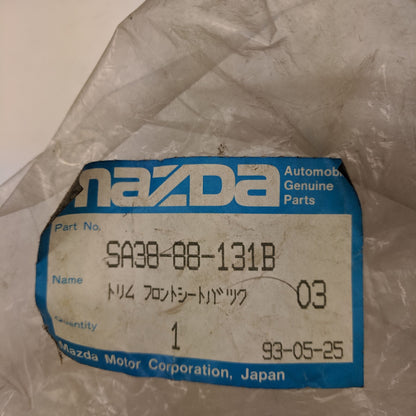 mazda
Automob
Genuine
Parts
Part No.
SA38-88-131B
Name
トリム フロントシートバツク 03
Quantity
1 93-05-25
Mazda Motor Corporation, Japan